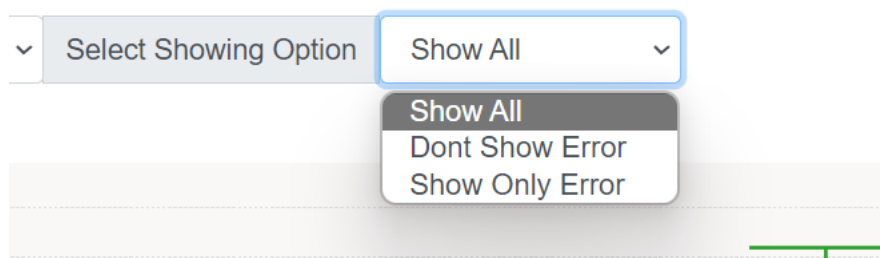 Select Showing Option
Show All
Show All
Dont Show Error
Show Only Error